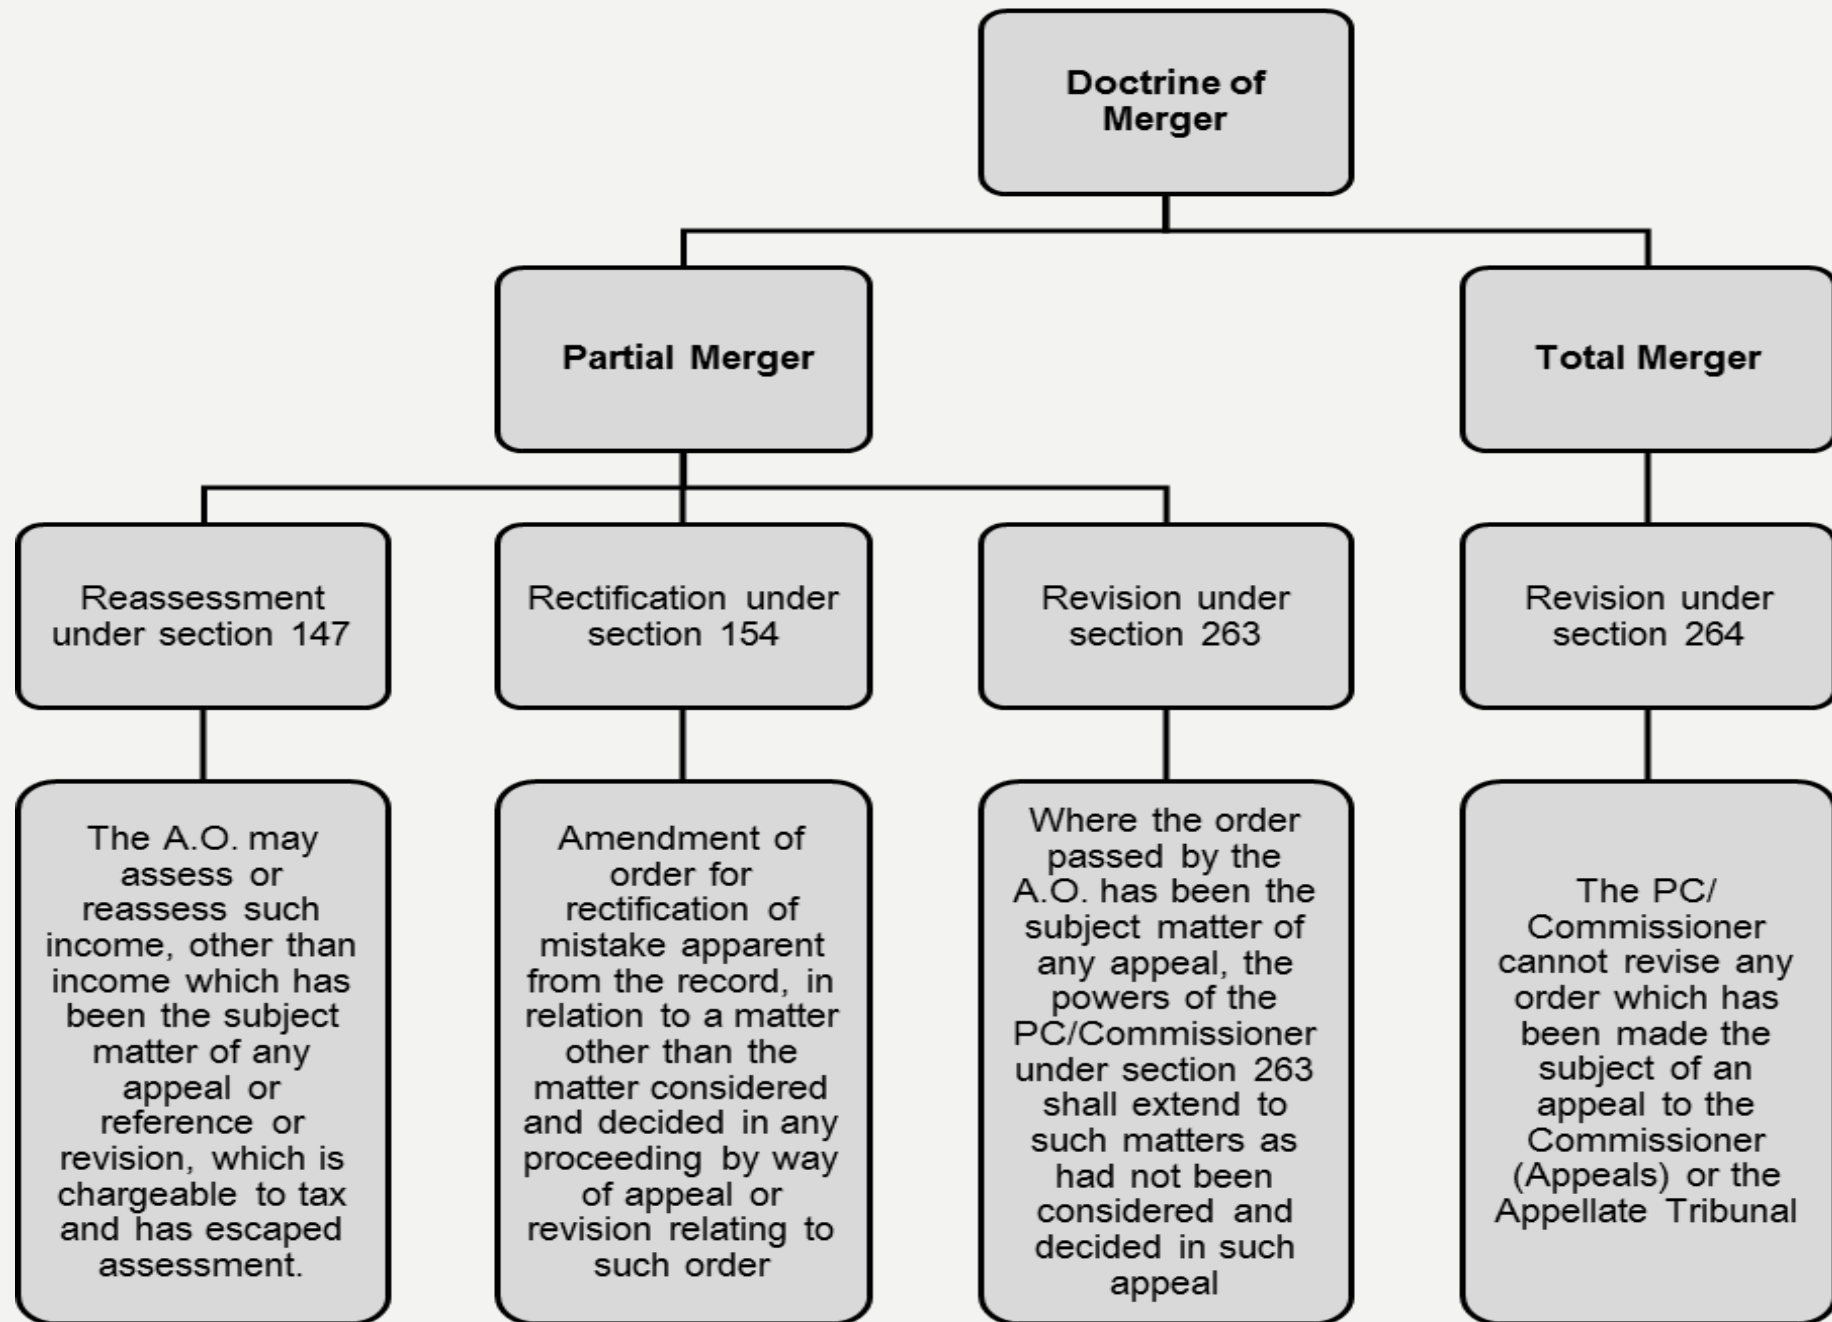 Doctrine of
Merger
Partial Merger
Total Merger
Reassessment
under section 147
Rectification under
section 154
Revision under
section 263
Revision under
section 264
The A.O. may
assess or
reassess such
income, other than
income which has
been the subject
matter of any
appeal or
reference or
revision, which is
chargeable to tax
and has escaped
assessment.
Amendment of
order for
rectification of
mistake apparent
from the record, in
relation to a matter
other than the
matter considered
and decided in any
proceeding by way
of appeal or
revision relating to
such order
Where the order
passed by the
A.O. has been the
subject matter of
any appeal, the
powers of the
PC/Commissioner
under section 263
shall extend to
such matters as
had not been
considered and
decided in such
appeal
The PC/
Commissioner
cannot revise any
order which has
been made the
subject of an
appeal to the
Commissioner
(Appeals) or the
Appellate Tribunal